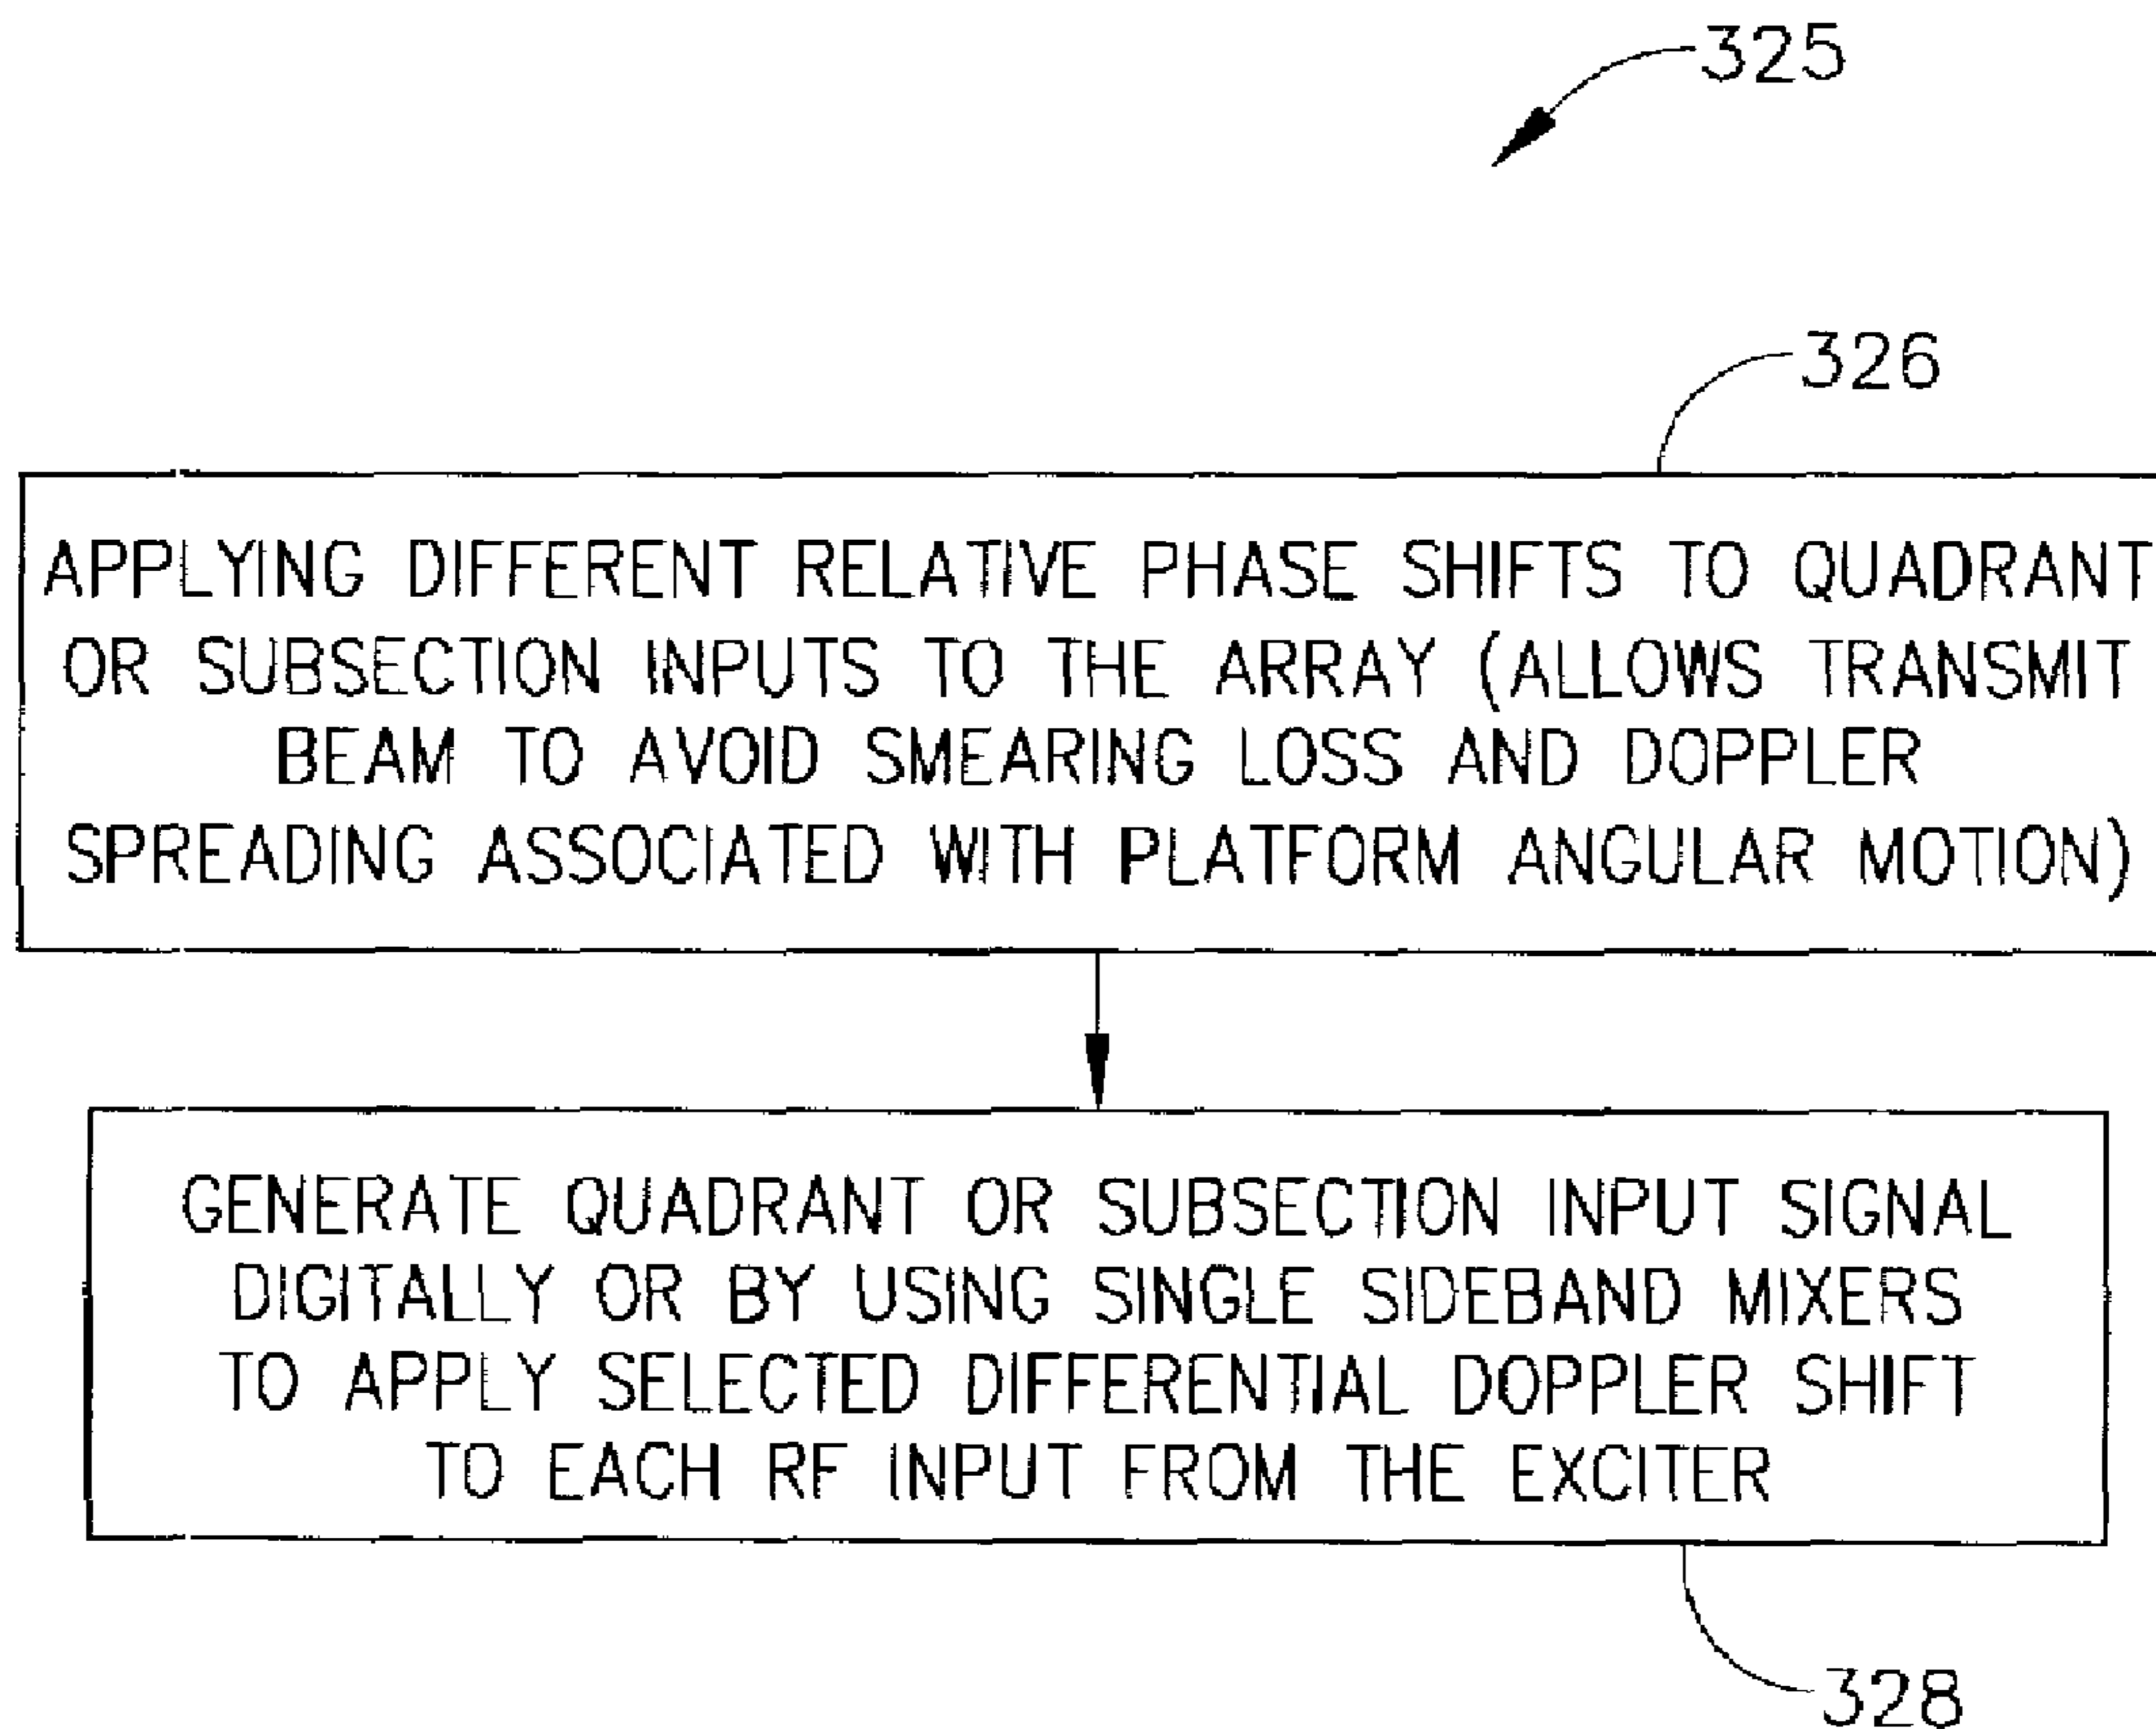 325
326
APPLYING DIFFERENT RELATIVE PHASE SHIFTS TO QUADRANT
OR SUBSECTION INPUTS TO THE ARRAY (ALLOWS TRANSMIT
BEAM TO AVOID SMEARING LOSS AND DOPPLER
SPREADING ASSOCIATED WITH PLATFORM ANGULAR MOTION)
GENERATE QUADRANT OR SUBSECTION INPUT SIGNAL
DIGITALLY OR BY USING SINGLE SIDEBAND MIXERS
TO APPLY SELECTED DIFFERENTIAL DOPPLER SHIFT
TO EACH RF INPUT FROM THE EXCITER
328